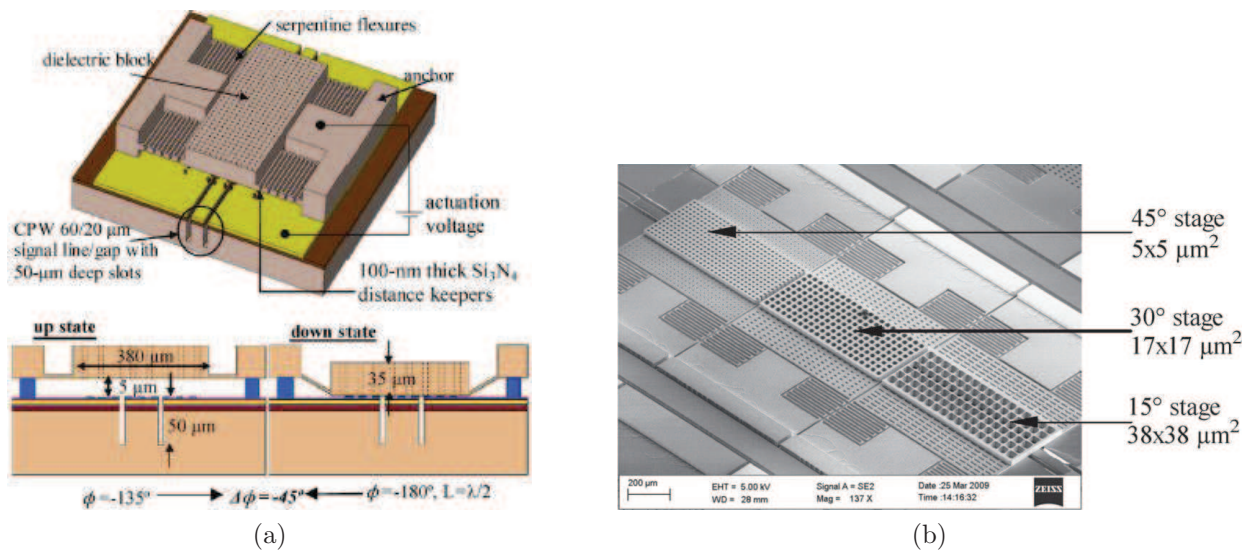 serpentine flexures
dielectric block
anchor
CPW 60/20 μm
signal line/gap with
50-μm deep slots
actuation
voltage
100-nm thick Si₃N₄
distance keepers
up state
down state
380 μm
5 μm
35 μm
50 μm
ϕ=-135º
Δϕ=-45º
ϕ=-180º, L=λ/2
(a)
45° stage
5x5 μm²
30° stage
17x17 μm²
15° stage
38x38 μm²
200 μm
EHT = 5.00 kV
WD = 28 mm
Signal A = SE2
Mag = 137 X
Date :25 Mar 2009
Time :14:16:32
ZEISS
(b)